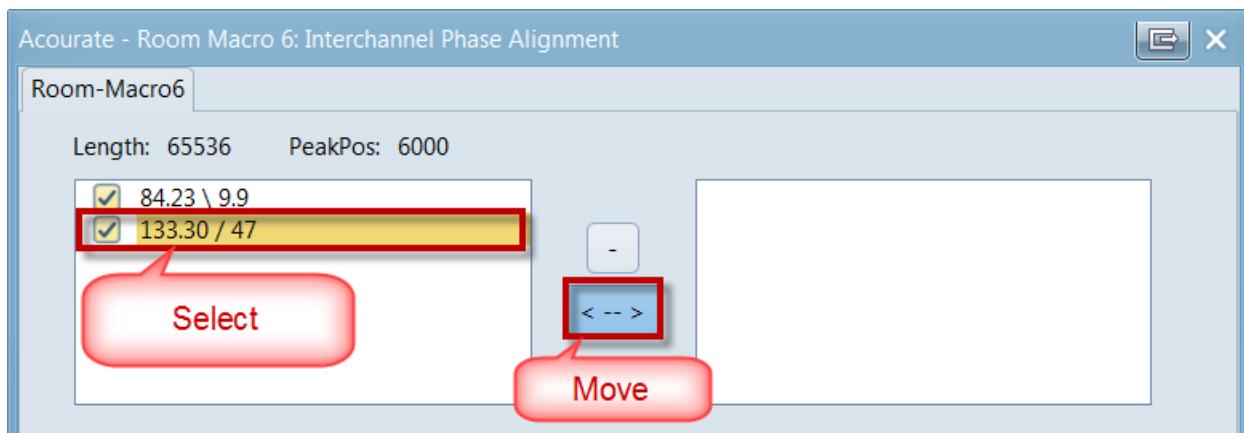 Acourate - Room Macro 6: Interchannel Phase Alignment
Room-Macro6
Length: 65536 PeakPos: 6000
84.23 \ 9.9
133.30 / 47
-
< -- >
Select
Move